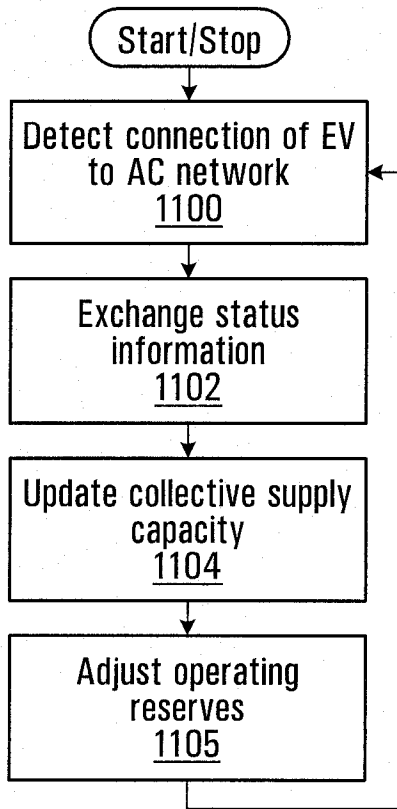 Start/Stop
Detect connection of EV
to AC network
1100
Exchange status
information
1102
Update collective supply
capacity
1104
Adjust operating
reserves
1105